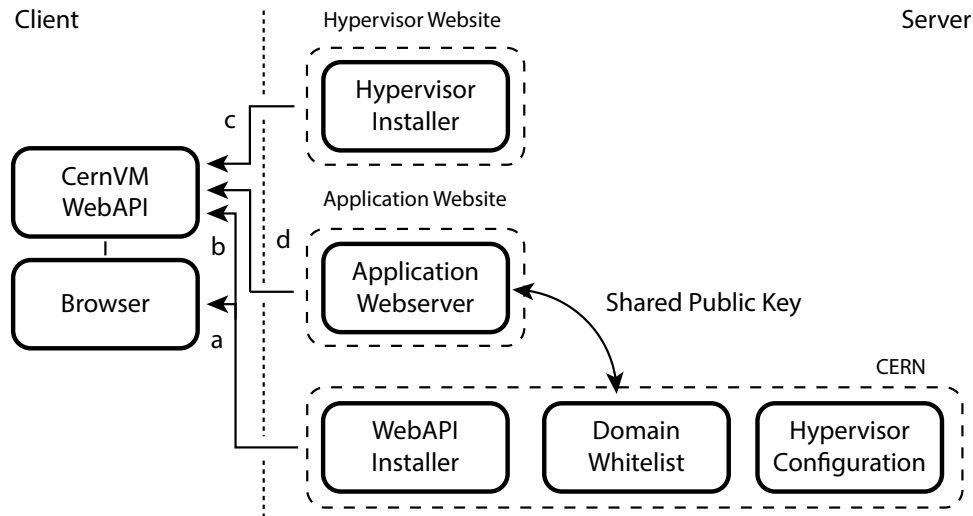 Client
Hypervisor Website
Server
Hypervisor
Installer
c
CernVM
WebAPI
Application Website
b
d
Application
Webserver
Browser
Shared Public Key
a
CERN
WebAPI
Installer
Domain
Whitelist
Hypervisor
Configuration